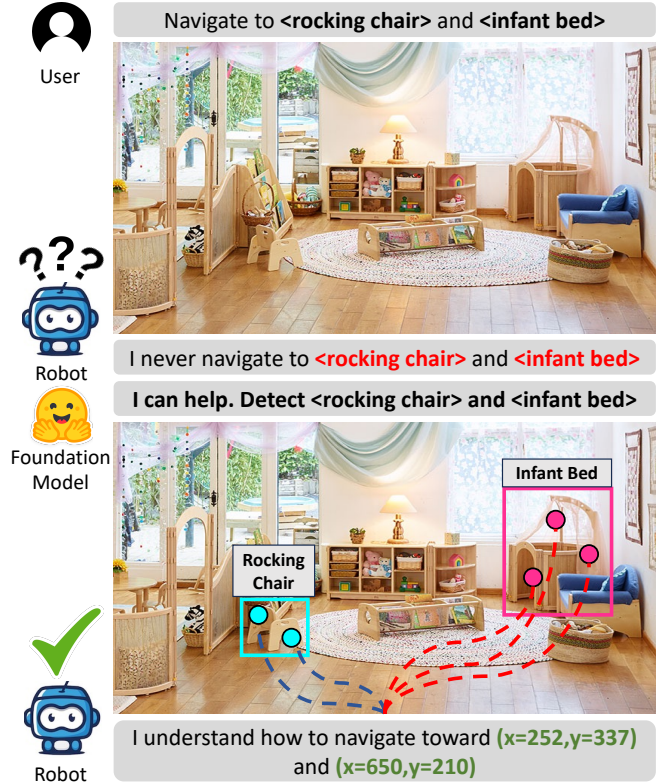 Navigate to <rocking chair> and <infant bed>
User
???
I never navigate to <rocking chair> and <infant bed>
Robot
I can help. Detect <rocking chair> and <infant bed>
Foundation
Model
Infant Bed
Rocking
Chair
I understand how to navigate toward (x=252,y=337)
and (x=650,y=210)
Robot